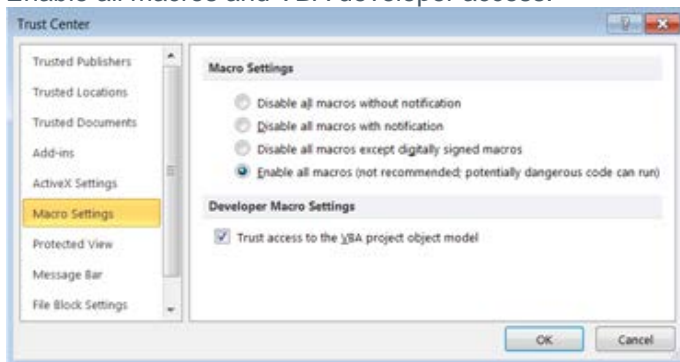 Enable all macros and VBA developer access.
Trust Center
Trusted Publishers
Trusted Locations
Trusted Documents
Add-ins
ActiveX Settings
Macro Settings
Protected View
Message Bar
File Block Settings
Macro Settings
Disable all macros without notification
Disable all macros with notification
Disable all macros except digitally signed macros
Enable all macros (not recommended; potentially dangerous code can run)
Developer Macro Settings
Trust access to the VBA project object model
OK Cancel